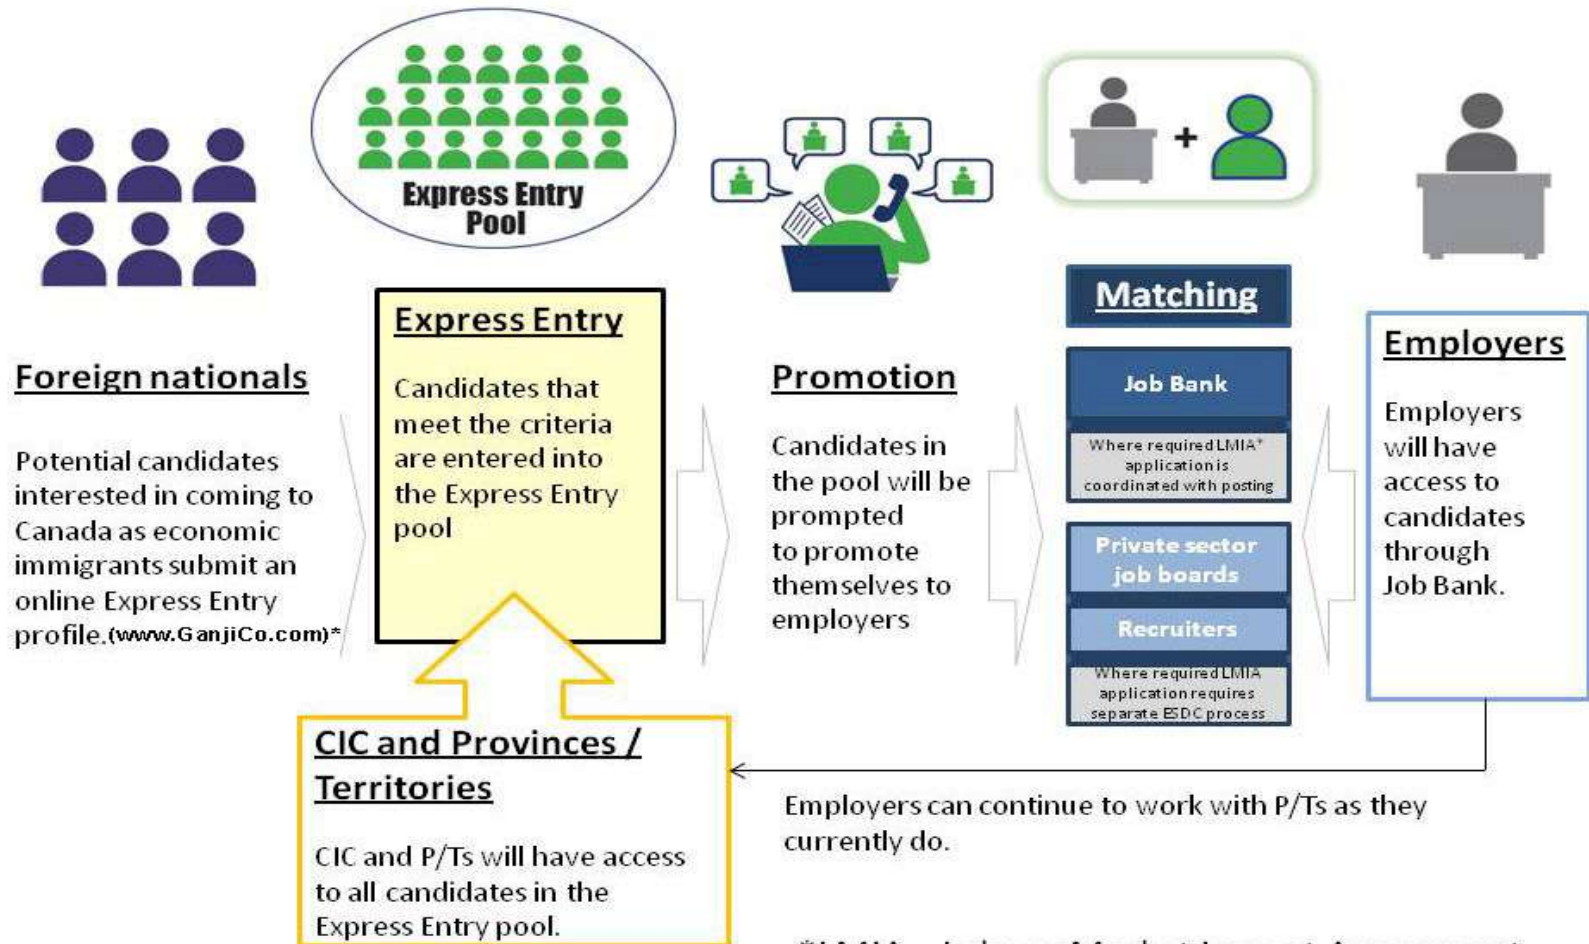 Express Entry
Pool
Foreign nationals
Potential candidates
interested in coming to
Canada as economic
immigrants submit an
online Express Entry
profile.(www.GanjiCo.com)*
Express Entry
Candidates that
meet the criteria
are entered into
the Express Entry
pool
Promotion
Candidates in
the pool will be
prompted
to promote
themselves to
employers
Matching
Job Bank
Where required LMIA*
application is
coordinated with posting
Private sector
job boards
Recruiters
Where required LMIA
application requires
separate ESDC process
Employers
Employers
will have
access to
candidates
through
Job Bank.
CIC and Provinces /
Territories
CIC and P/Ts will have access
to all candidates in the
Express Entry pool.
Employers can continue to work with P/Ts as they
currently do.